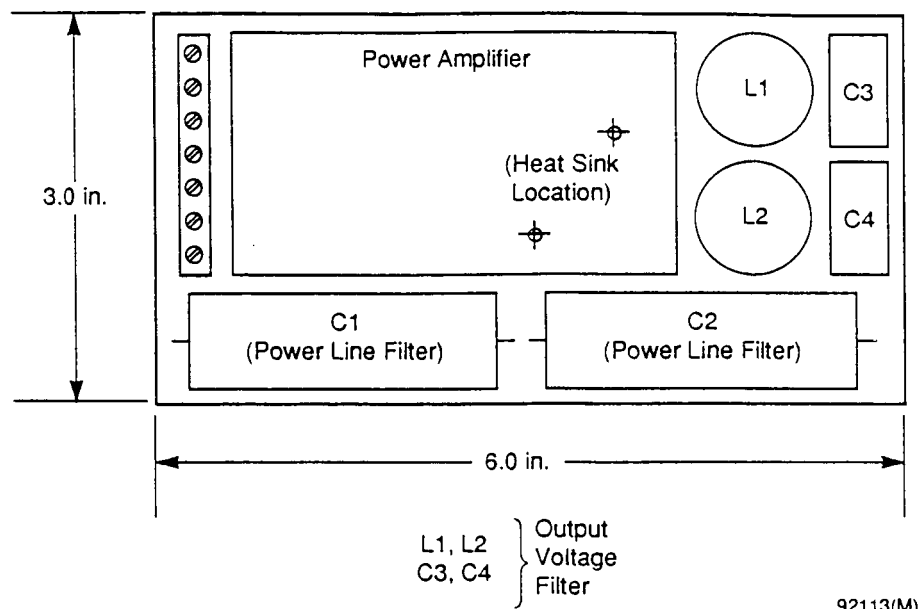 Power Amplifier
L1
C3
(Heat Sink
Location)
3.0 in.
L2
C4
C1
(Power Line Filter)
C2
(Power Line Filter)
6.0 in.
L1, L2
C3, C4
Output
Voltage
Filter
92113(M)